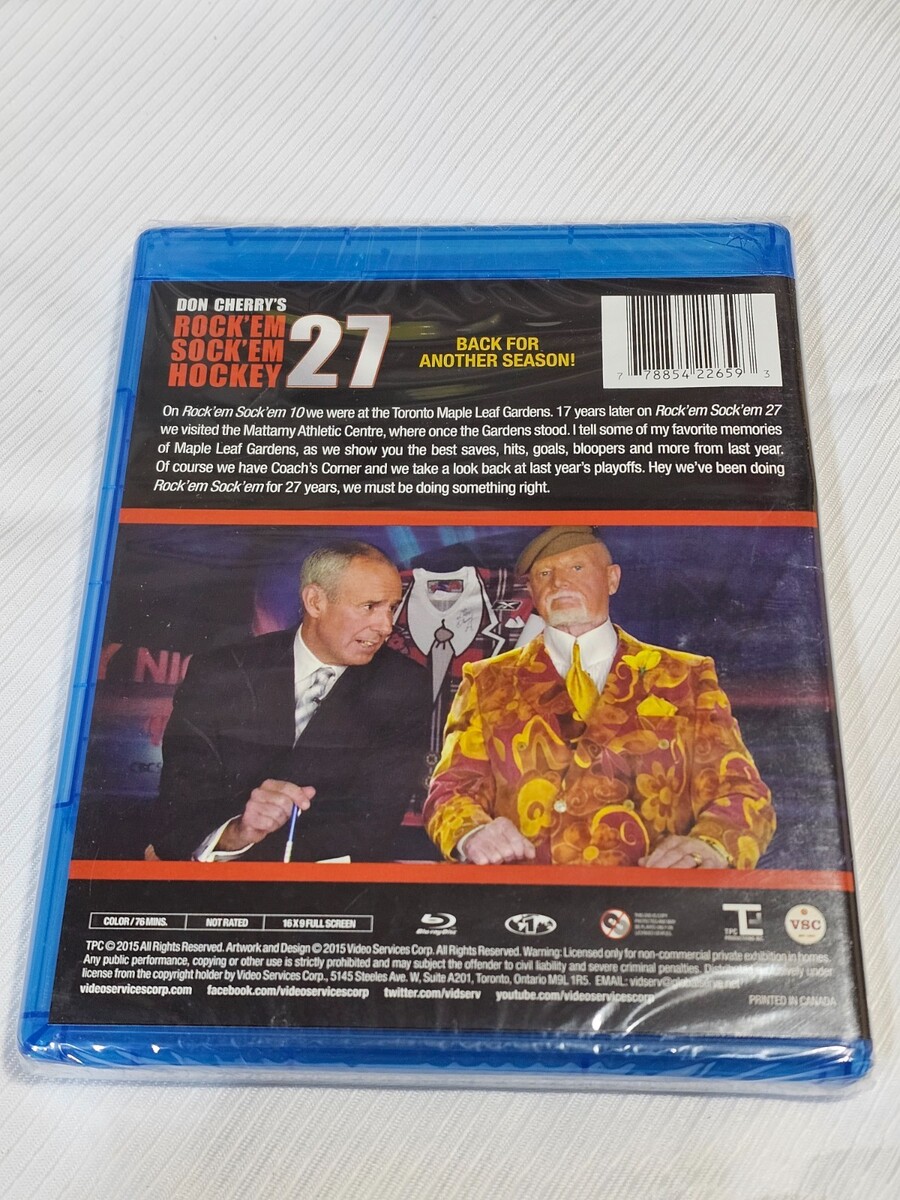 DON CHERRY'S
ROCK'EM
SOCK'EM
HOCKEY
27
BACK FOR
ANOTHER SEASON!
7 78854 22659 3
On Rock'em Sock'em 10 we were at the Toronto Maple Leaf Gardens. 17 years later on Rock'em Sock'em 27
we visited the Mattamy Athletic Centre, where once the Gardens stood. I tell some of my favorite memories
of Maple Leaf Gardens, as we show you the best saves, hits, goals, bloopers and more from last year.
Of course we have Coach's Corner and we take a look back at last year's playoffs. Hey we've been doing
Rock'em Sock'em for 27 years, we must be doing something right.
COLOR / 76 MINS.
NOT RATED
16 X 9 FULL SCREEN
Blu-ray Disc
1
TPC
VSC
TPC © 2015 All Rights Reserved. Artwork and Design © 2015 Video Services Corp. All Rights Reserved. Warning: Licensed only for non-commercial private exhibition in homes.
Any public performance, copying or other use is strictly prohibited and may subject the offender to civil liability and severe criminal penalties. under
license from the copyright holder by Video Services Corp., 5145 Steeles Ave. W, Suite A201, Toronto, Ontario M9L 1R5. EMAIL:
videoservicescorp.com facebook.com/videoservicescorp twitter.com/vidserv youtube.com/videoservicescorp
PRINTED IN CANADA